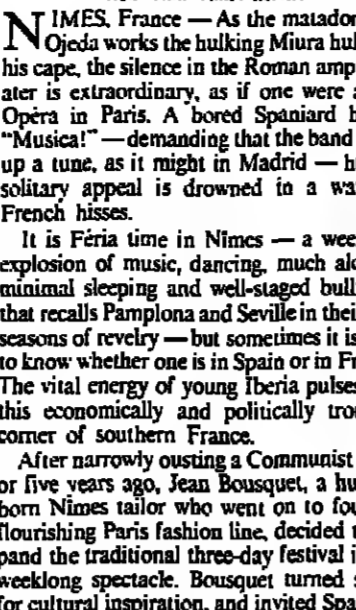 NIMES, France — As the matador
Ojeda works the hulking Miura bull
his cape, the silence in the Roman amp
ater is extraordinary, as if one were a
Opera in Paris. A bored Spaniard b
"Musica!" — demanding that the band
up a tune, as it might in Madrid — h
solitary appeal is drowned in a wa
French hisses.
It is Féria time in Nimes — a wee
explosion of music, dancing, much alc
minimal sleeping and well-staged bull
that recalls Pamplona and Seville in thei
seasons of revelry — but sometimes it is
to know whether one is in Spain or in Fr
The vital energy of young Iberia pulses
this economically and politically tro
corner of southern France.
After narrowly ousting a Communist
or five years ago, Jean Bousquet, a hu
born Nimes tailor who went on to fou
flourishing Paris fashion line, decided t
pand the traditional three-day festival i
weeklong spectacle. Bousquet turned s
for cultural inspiration, and invited Spa